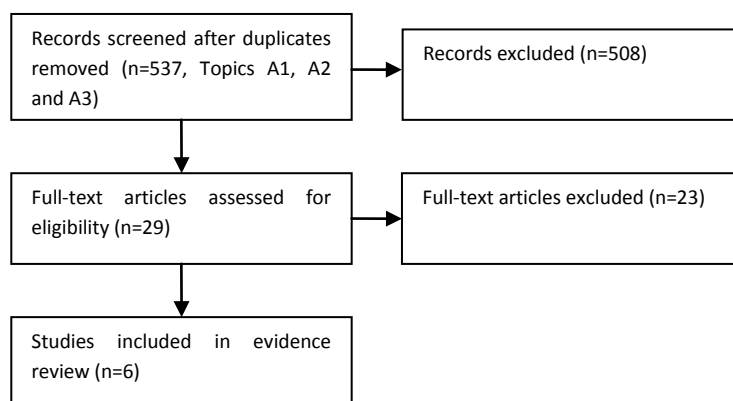 Records screened after duplicates
removed (n=537, Topics A1, A2
and A3)
Records excluded (n=508)
Full-text articles assessed for
eligibility (n=29)
Full-text articles excluded (n=23)
Studies included in evidence
review (n=6)